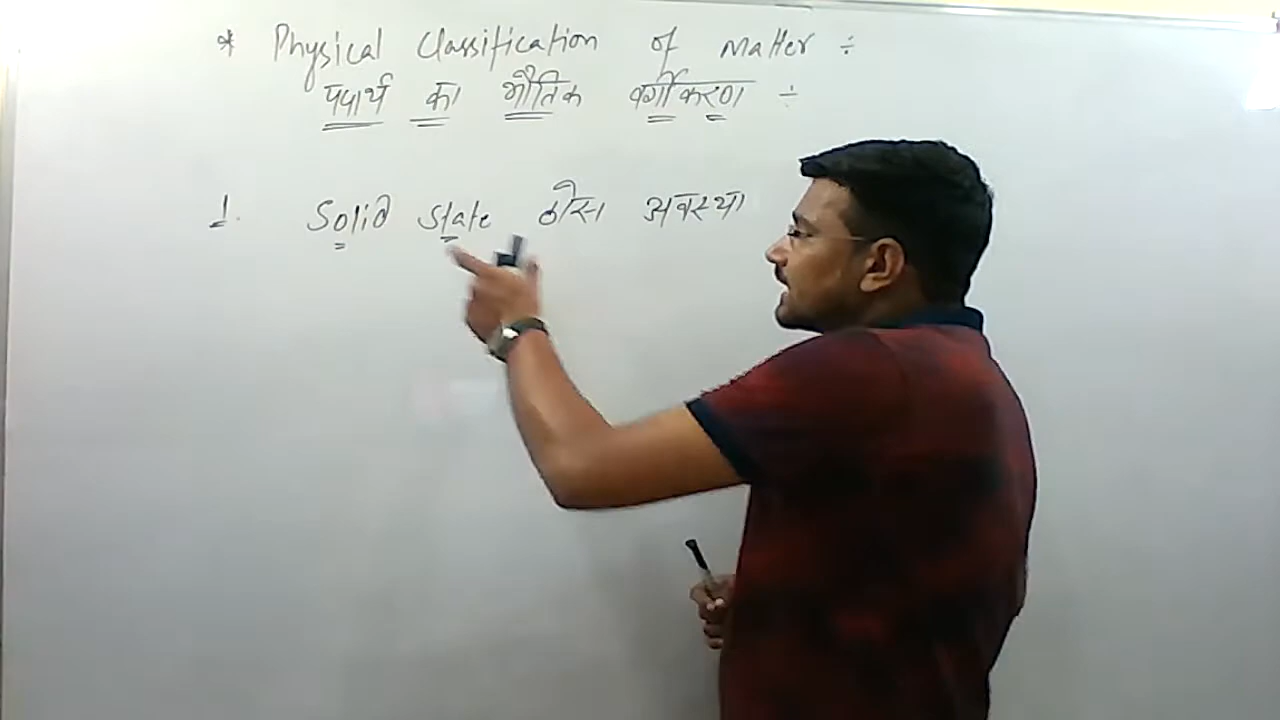 * Physical Classification of Matter ÷
पदार्थ का भौतिक वर्गीकरण ÷
1. Solid State ठोस अवस्था